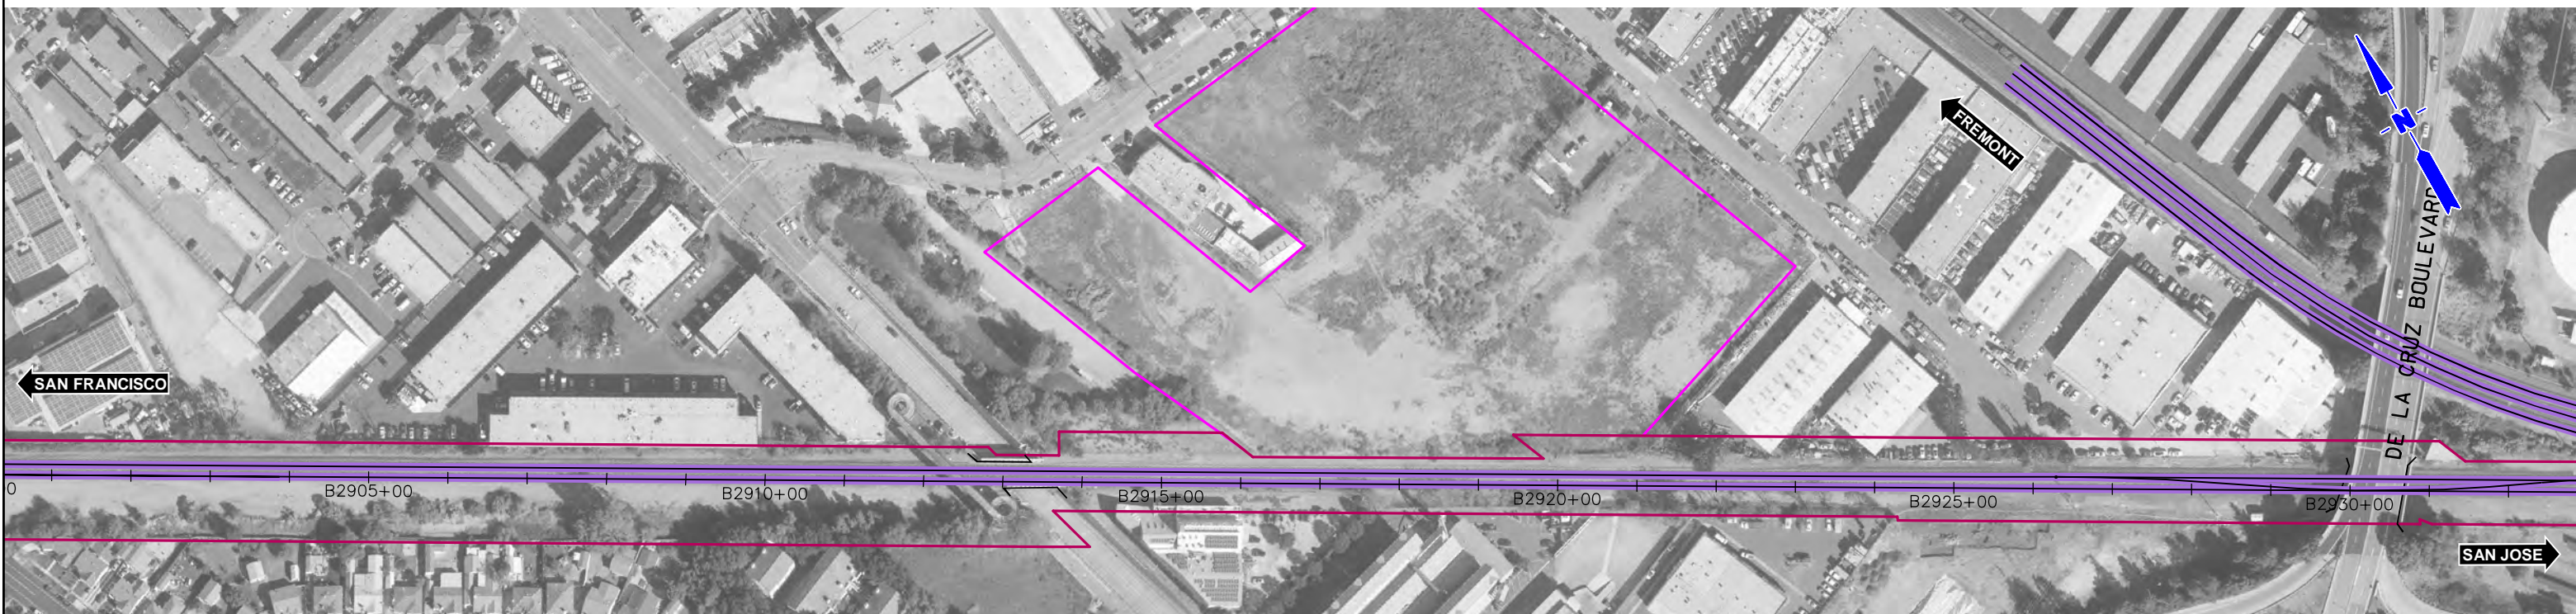 FREMONT
N
DE LA CRUZ BOULEVARD
SAN FRANCISCO
0
B2905+00
B2910+00
B2915+00
B2920+00
B2925+00
B2930+00
SAN JOSE